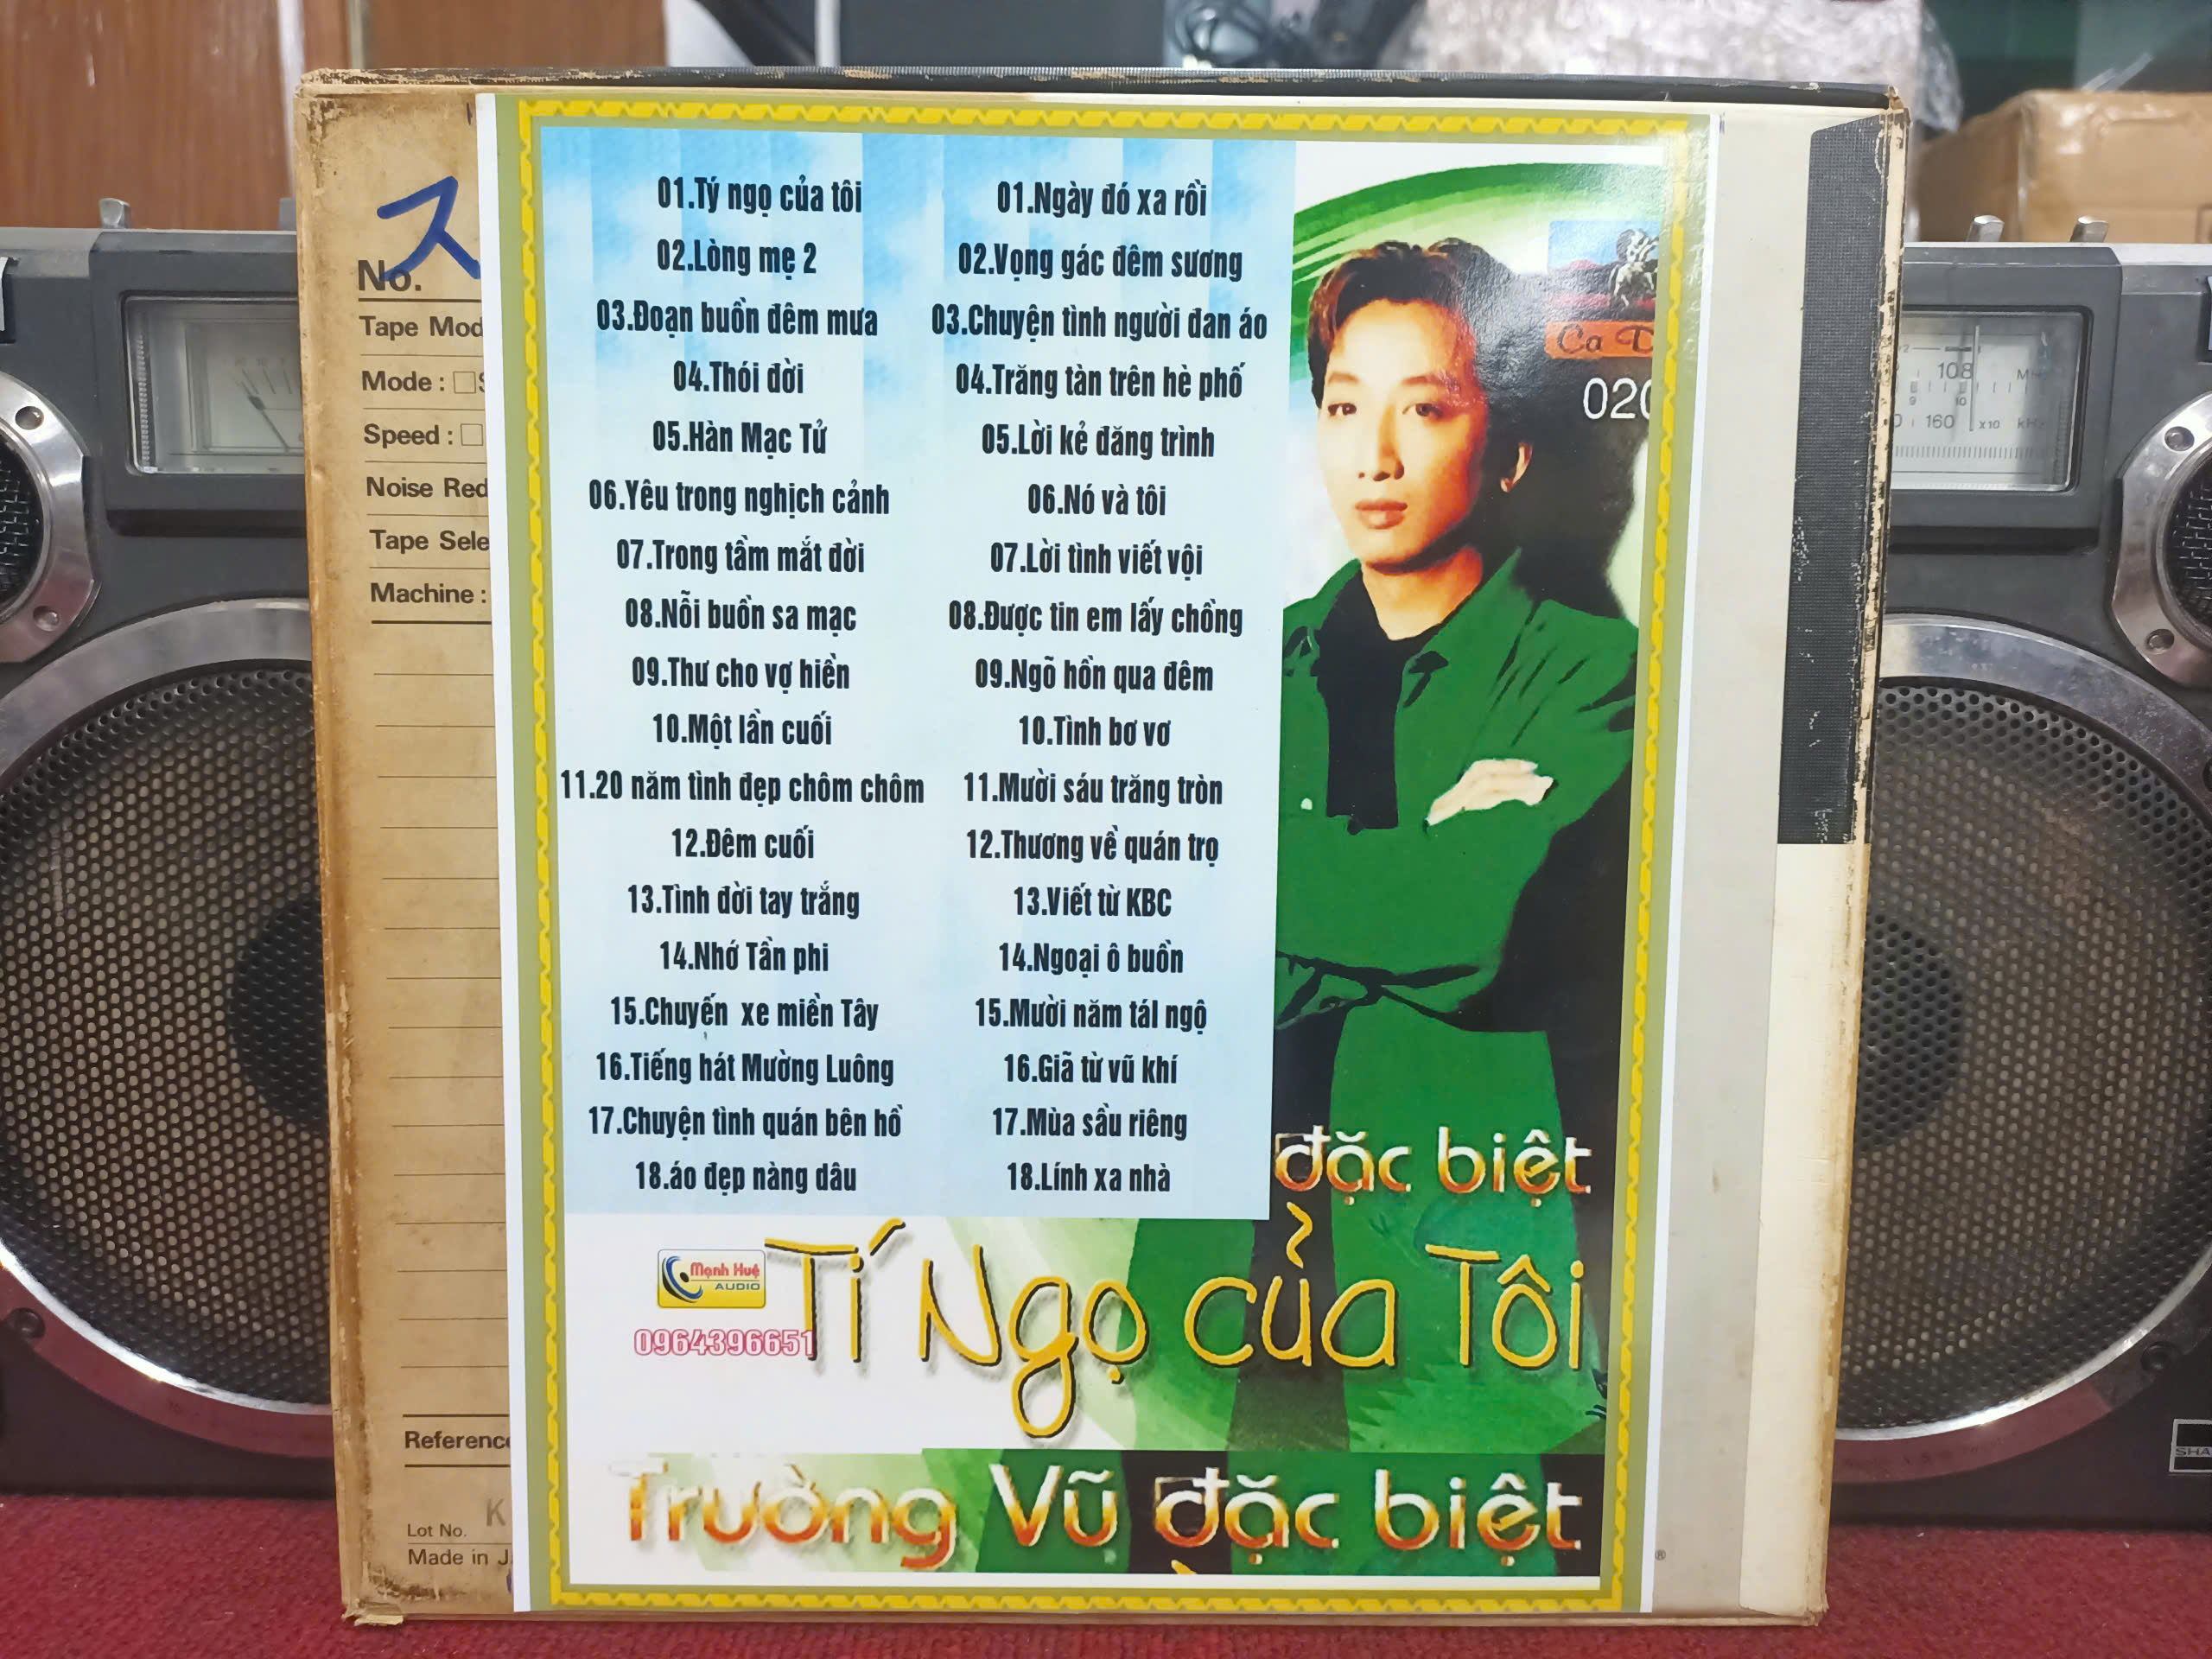 No.
Tape Mod
Mode :
Speed :
Noise Red
Tape Sele
Machine :
Reference
Lot No. K
Made in J
01.Tý ngọ của tôi
02.Lòng mẹ 2
03.Đoạn buồn đêm mưa
04.Thói đời
05.Hàn Mạc Tử
06.Yêu trong nghịch cảnh
07.Trong tầm mắt đời
08.Nỗi buồn sa mạc
09.Thư cho vợ hiền
10.Một lần cuối
11.20 năm tình đẹp chôm chôm
12.Đêm cuối
13.Tình đời tay trắng
14.Nhớ Tần phi
15.Chuyến xe miền Tây
16.Tiếng hát Mường Luông
17.Chuyện tình quán bên hồ
18.áo đẹp nàng dâu
01.Ngày đó xa rồi
02.Vọng gác đêm sương
03.Chuyện tình người đan áo
04.Trăng tàn trên hè phố
05.Lời kẻ đăng trình
06.Nó và tôi
07.Lời tình viết vội
08.Được tin em lấy chồng
09.Ngõ hồn qua đêm
10.Tình bơ vơ
11.Mười sáu trăng tròn
12.Thương về quán trọ
13.Viết từ KBC
14.Ngoại ô buồn
15.Mười năm tál ngộ
16.Giã từ vũ khí
17.Mùa sầu riêng
18.Lính xa nhà
Ca D
020
đặc biệt
Mạnh Huệ
AUDIO
0964396651
Tí Ngọ của Tôi
Trường Vũ đặc biệt
108
160 x10 kHz
SHA